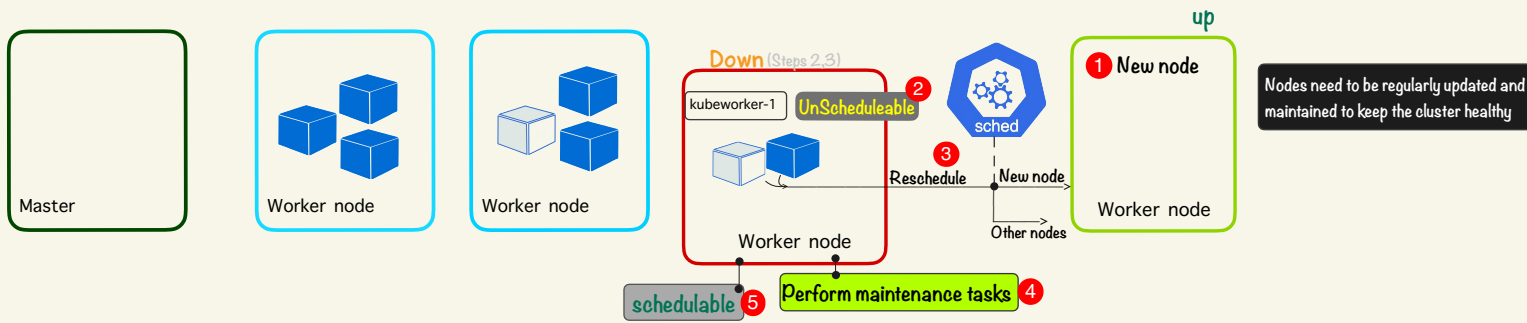 up
Down (Steps 2,3)
1 New node
Nodes need to be regularly updated and
maintained to keep the cluster healthy
2
kubeworker-1
UnScheduleable
sched
3
Reschedule
New node
Master
Worker node
Worker node
Worker node
Other nodes
Worker node
schedulable 5
Perform maintenance tasks 4